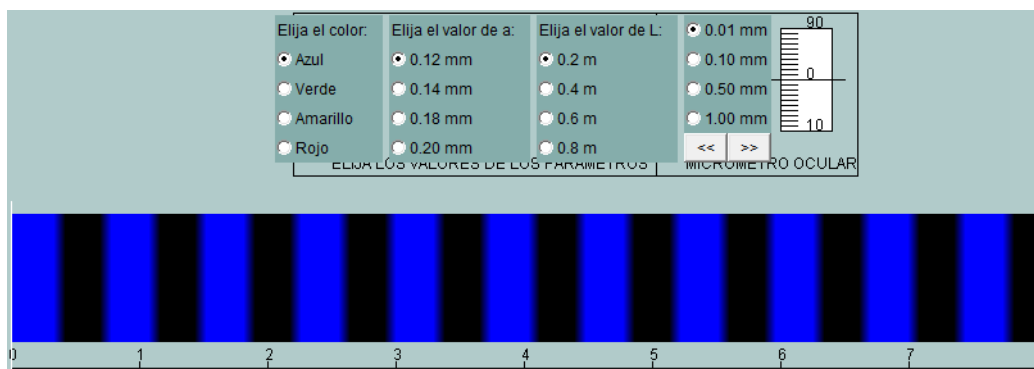 Elija el color: Elija el valor de a: Elija el valor de L: 0.01 mm 90
Azul 0.12 mm 0.2 m 0.10 mm 0
Verde 0.14 mm 0.4 m 0.50 mm
Amarillo 0.18 mm 0.6 m 1.00 mm 10
Rojo 0.20 mm 0.8 m << >>
ELIJA LOS VALORES DE LOS PARAMETROS MICROMETRO OCULAR
0 1 2 3 4 5 6 7